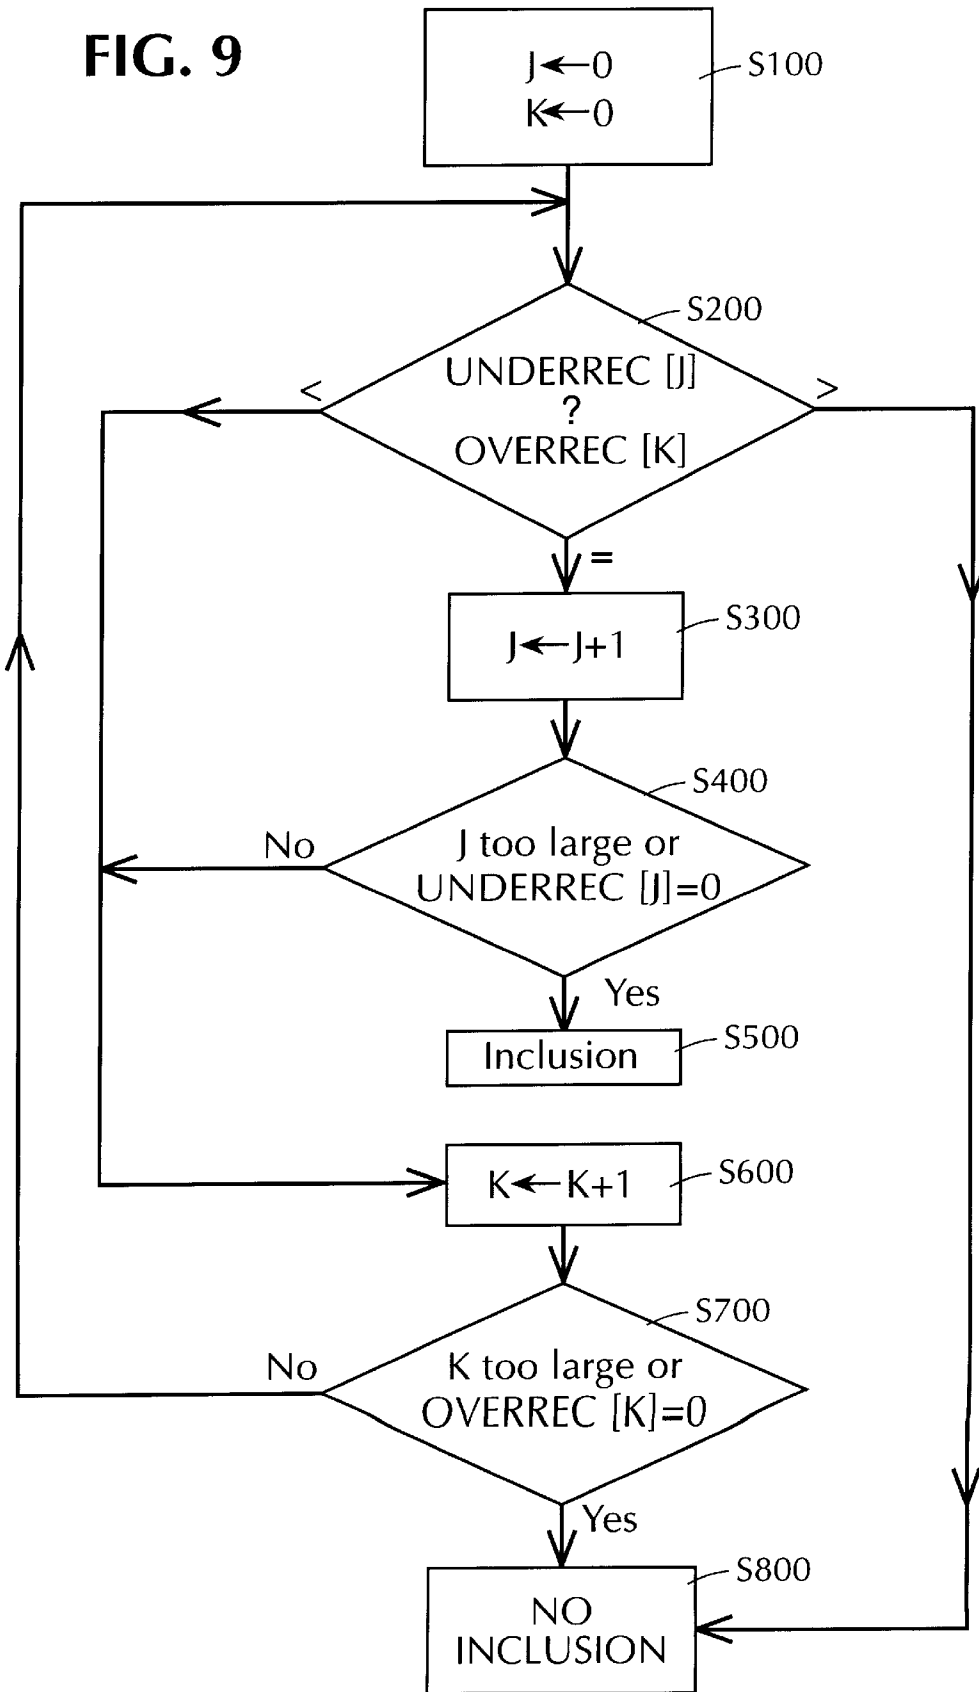 FIG. 9
J←0
K←0
S100
S200
<
UNDERREC [J]
?
OVERREC [K]
>
=
S300
J←J+1
S400
No
J too large or
UNDERREC [J]=0
Yes
Inclusion
S500
K←K+1
S600
S700
No
K too large or
OVERREC [K]=0
Yes
S800
NO
INCLUSION